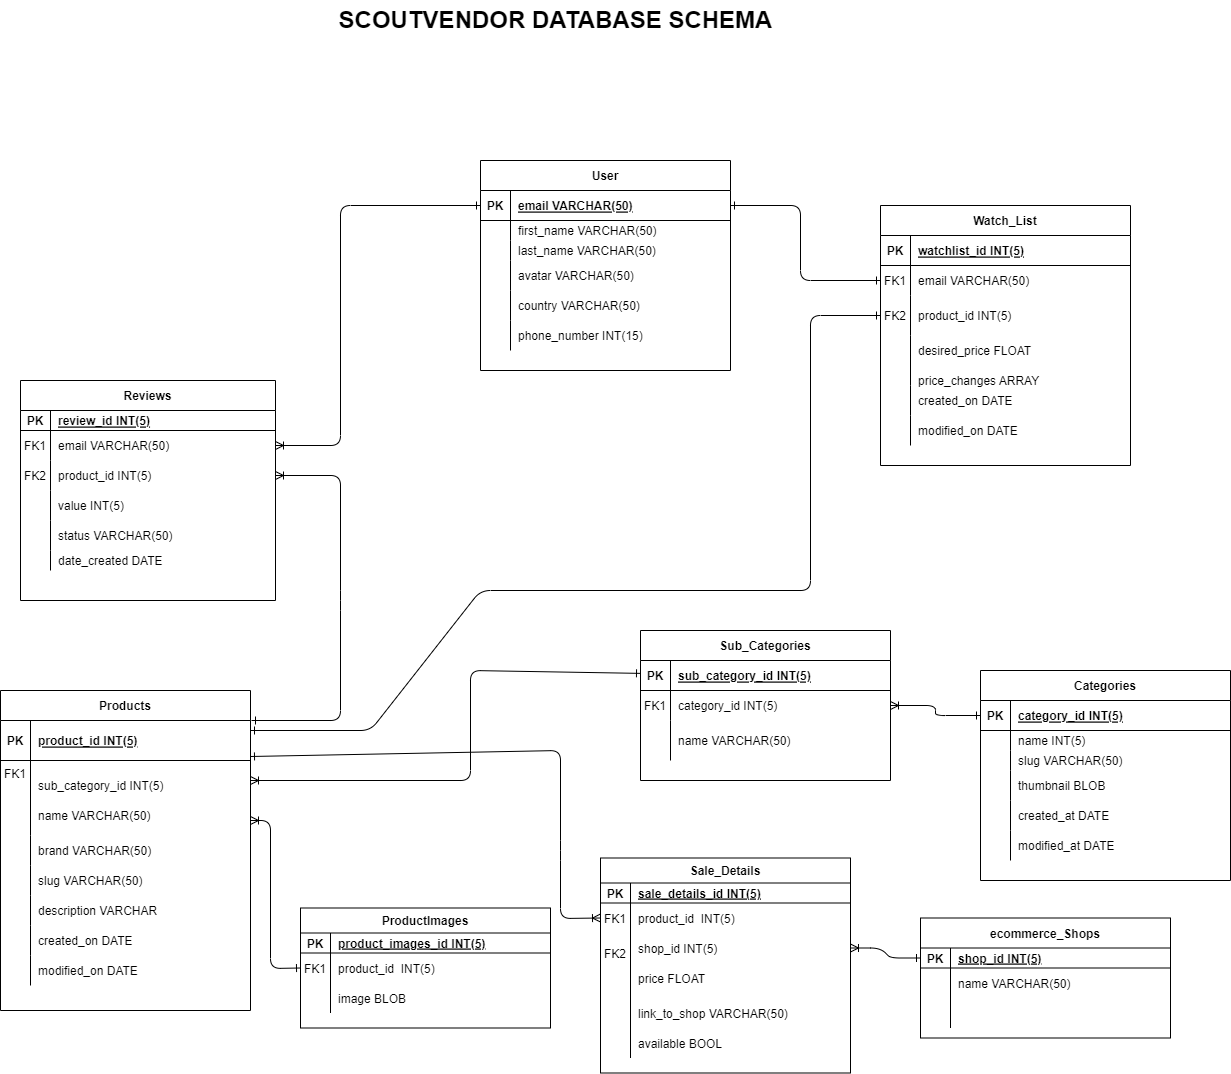 SCOUTVENDOR DATABASE SCHEMA
User
PK email VARCHAR(50)
first_name VARCHAR(50)
last_name VARCHAR(50)
avatar VARCHAR(50)
country VARCHAR(50)
phone_number INT(15)
Watch_List
PK watchlist_id INT(5)
FK1 email VARCHAR(50)
FK2 product_id INT(5)
desired_price FLOAT
price_changes ARRAY
created_on DATE
modified_on DATE
Reviews
PK review_id INT(5)
FK1 email VARCHAR(50)
FK2 product_id INT(5)
value INT(5)
status VARCHAR(50)
date_created DATE
Sub_Categories
PK sub_category_id INT(5)
FK1 category_id INT(5)
name VARCHAR(50)
Categories
PK category_id INT(5)
name INT(5)
slug VARCHAR(50)
thumbnail BLOB
created_at DATE
modified_at DATE
Products
PK product_id INT(5)
FK1
sub_category_id INT(5)
name VARCHAR(50)
brand VARCHAR(50)
slug VARCHAR(50)
description VARCHAR
created_on DATE
modified_on DATE
ProductImages
PK product_images_id INT(5)
FK1 product_id INT(5)
image BLOB
Sale_Details
PK sale_details_id INT(5)
FK1 product_id INT(5)
FK2 shop_id INT(5)
price FLOAT
link_to_shop VARCHAR(50)
available BOOL
ecommerce_Shops
PK shop_id INT(5)
name VARCHAR(50)